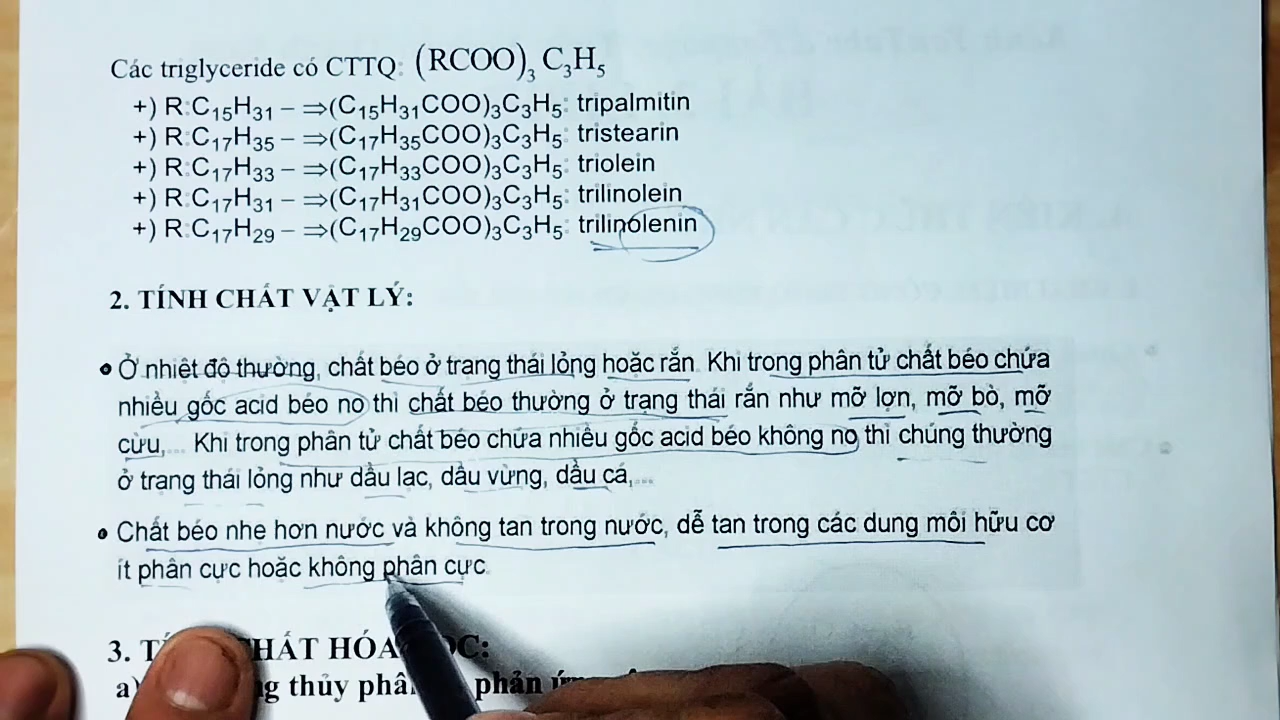 Các triglyceride có CTTQ: (RCOO)₃ C₃H₅
+) R:C₁₅H₃₁ – ⇒(C₁₅H₃₁COO)₃C₃H₅: tripalmitin
+) R:C₁₇H₃₅ – ⇒(C₁₇H₃₅COO)₃C₃H₅: tristearin
+) R:C₁₇H₃₃ – ⇒(C₁₇H₃₃COO)₃C₃H₅: triolein
+) R:C₁₇H₃₁ – ⇒(C₁₇H₃₁COO)₃C₃H₅: trilinolein
+) R:C₁₇H₂₉ – ⇒(C₁₇H₂₉COO)₃C₃H₅: trilinolenin
2. TÍNH CHẤT VẬT LÝ:
• Ở nhiệt độ thường, chất béo ở trạng thái lỏng hoặc rắn. Khi trong phân tử chất béo chứa
nhiều gốc acid béo no thì chất béo thường ở trạng thái rắn như mỡ lợn, mỡ bò, mỡ
cừu,... Khi trong phân tử chất béo chứa nhiều gốc acid béo không no thì chúng thường
ở trạng thái lỏng như dầu lạc, dầu vừng, dầu cá,...
• Chất béo nhẹ hơn nước và không tan trong nước, dễ tan trong các dung môi hữu cơ
ít phân cực hoặc không phân cực.
3. CHẤT
a) thủy phản